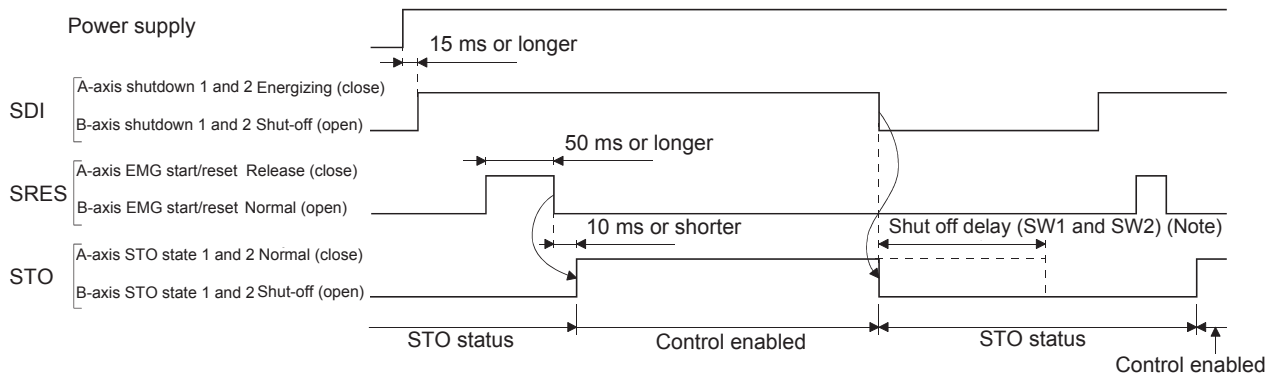 Power supply
15 ms or longer
SDI
A-axis shutdown 1 and 2 Energizing (close)
B-axis shutdown 1 and 2 Shut-off (open)
50 ms or longer
SRES
A-axis EMG start/reset Release (close)
B-axis EMG start/reset Normal (open)
10 ms or shorter
Shut off delay (SW1 and SW2) (Note)
STO
A-axis STO state 1 and 2 Normal (close)
B-axis STO state 1 and 2 Shut-off (open)
STO status
Control enabled
STO status
Control enabled